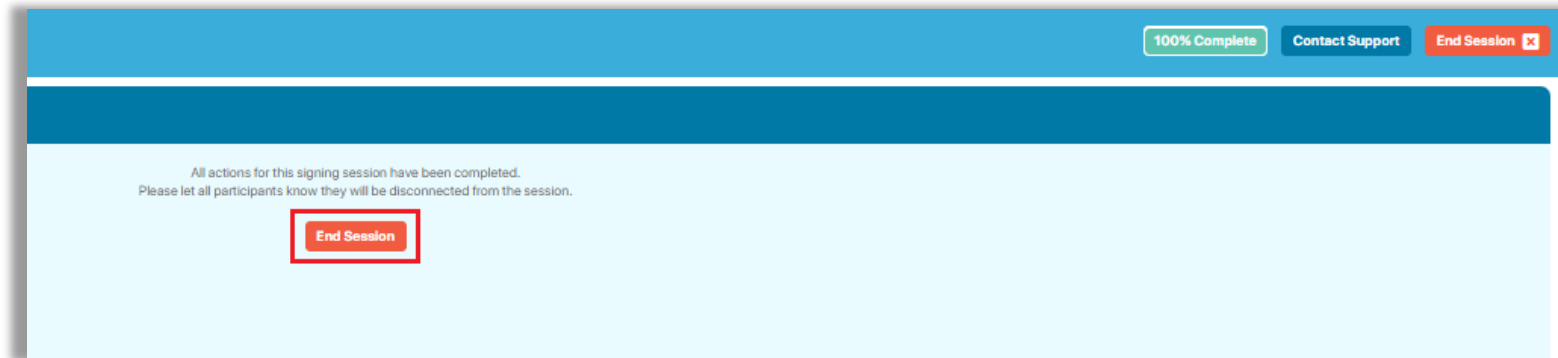 100% Complete
Contact Support
End Session
All actions for this signing session have been completed.
Please let all participants know they will be disconnected from the session.
End Session